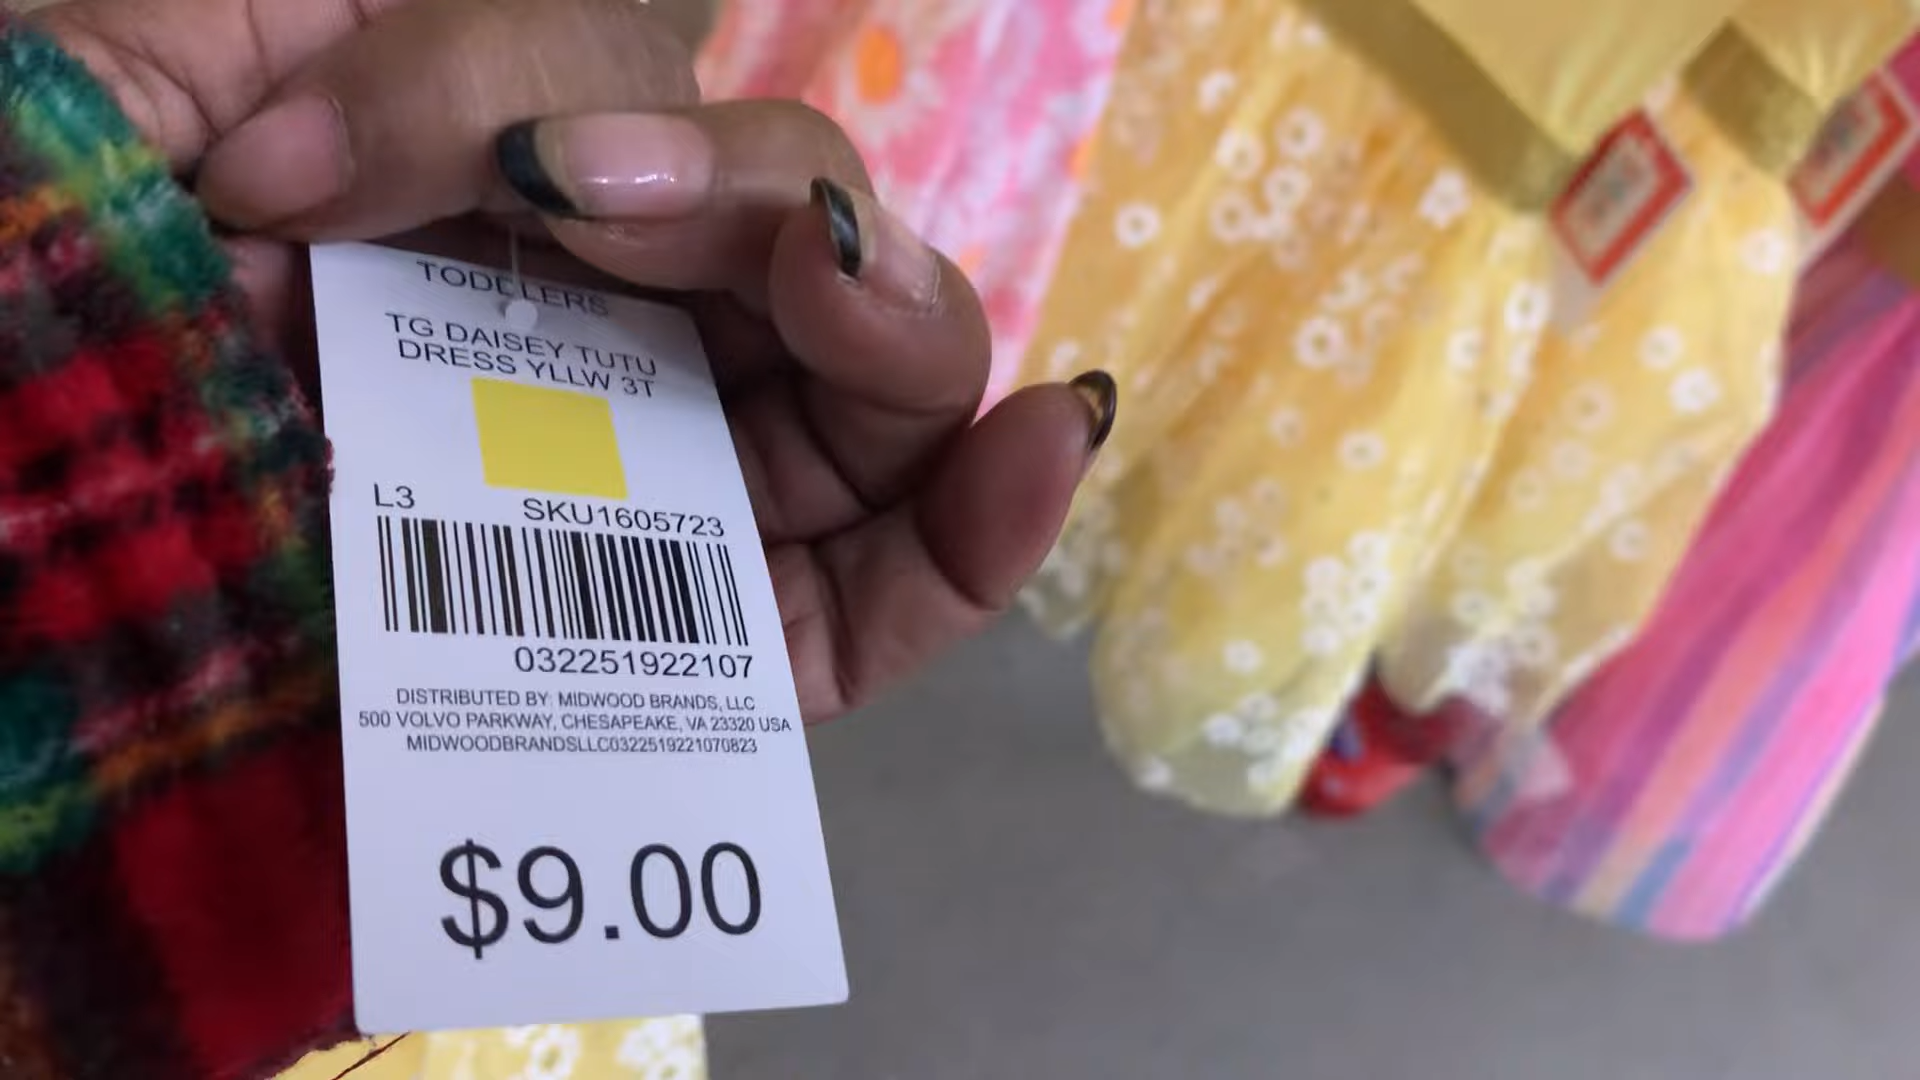 TODDLERS
TG DAISEY TUTU
DRESS YLLW 3T
L3 SKU1605723
032251922107
DISTRIBUTED BY: MIDWOOD BRANDS, LLC
500 VOLVO PARKWAY, CHESAPEAKE, VA 23320 USA
MIDWOODBRANDSLLC0322519221070823
$9.00